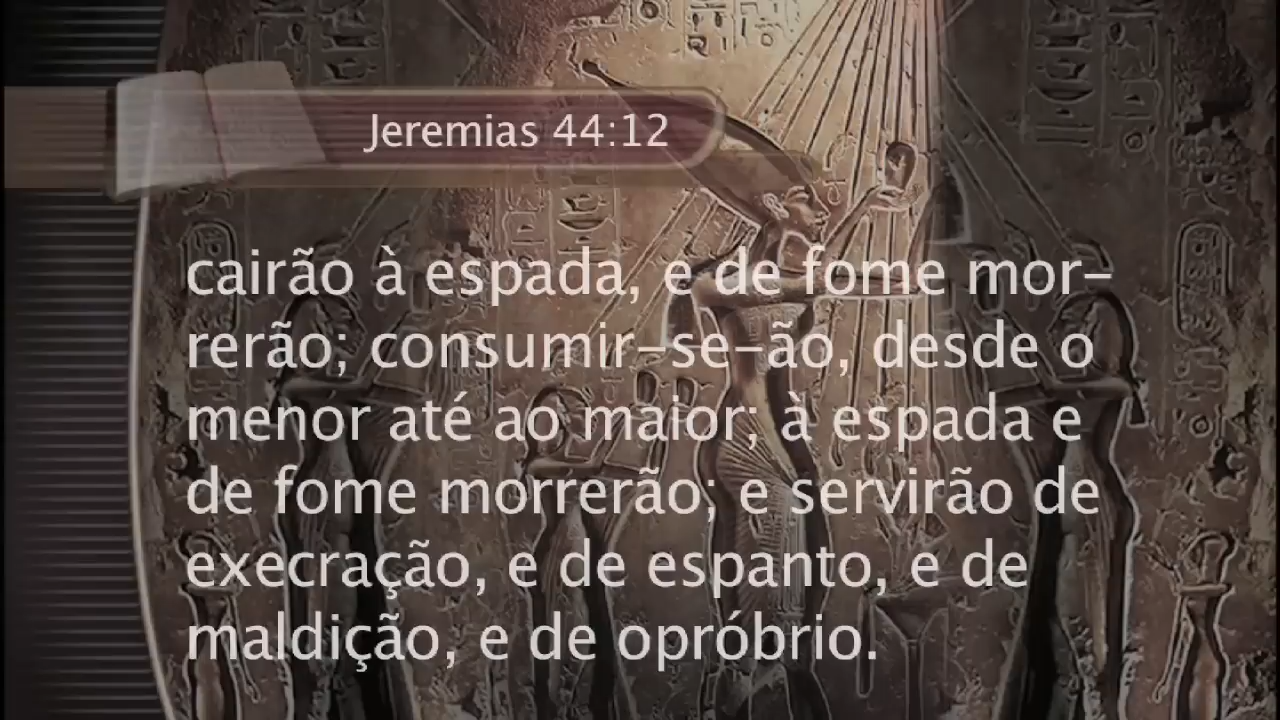 Jeremias 44:12
cairão à espada, e de fome mor-
rerão; consumir-se-ão, desde o
menor até ao maior; à espada e
de fome morrerão; e servirão de
execração, e de espanto, e de
maldição, e de opróbrio.